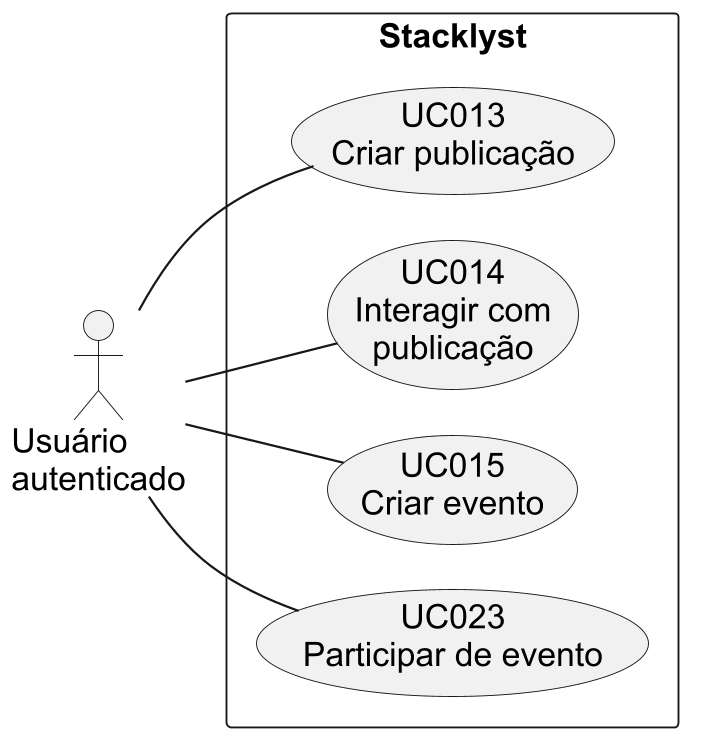 Stacklyst
UC013
Criar publicação
UC014
Interagir com
publicação
Usuário
autenticado
UC015
Criar evento
UC023
Participar de evento